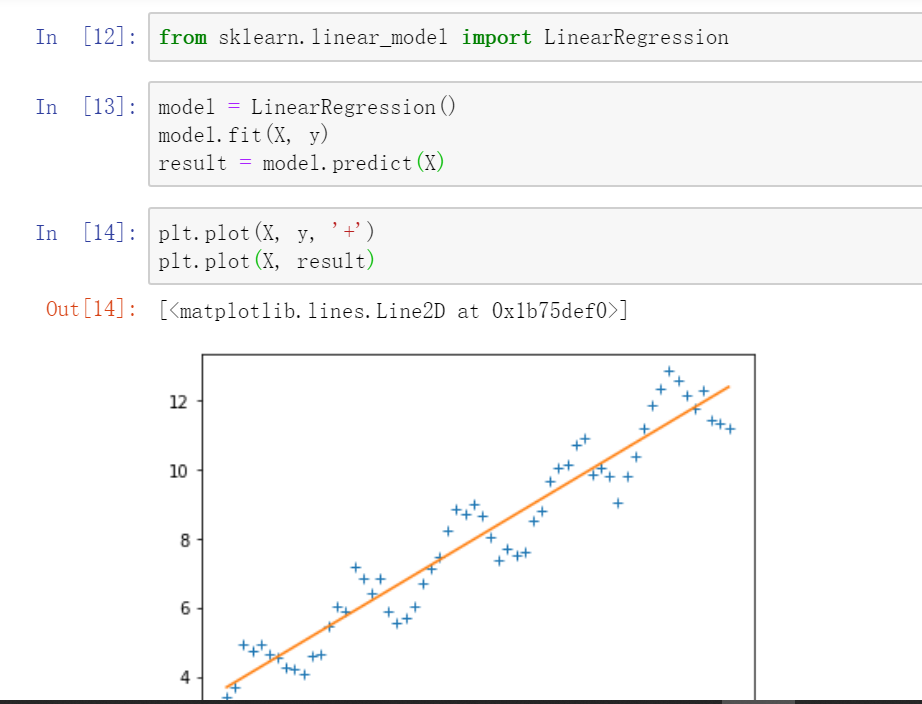 In [12]: from sklearn.linear_model import LinearRegression
In [13]: model = LinearRegression()
model.fit(X, y)
result = model.predict(X)
In [14]: plt.plot(X, y, '+')
plt.plot(X, result)
Out[14]: [<matplotlib.lines.Line2D at 0x1b75def0>]
12
10
8
6
4